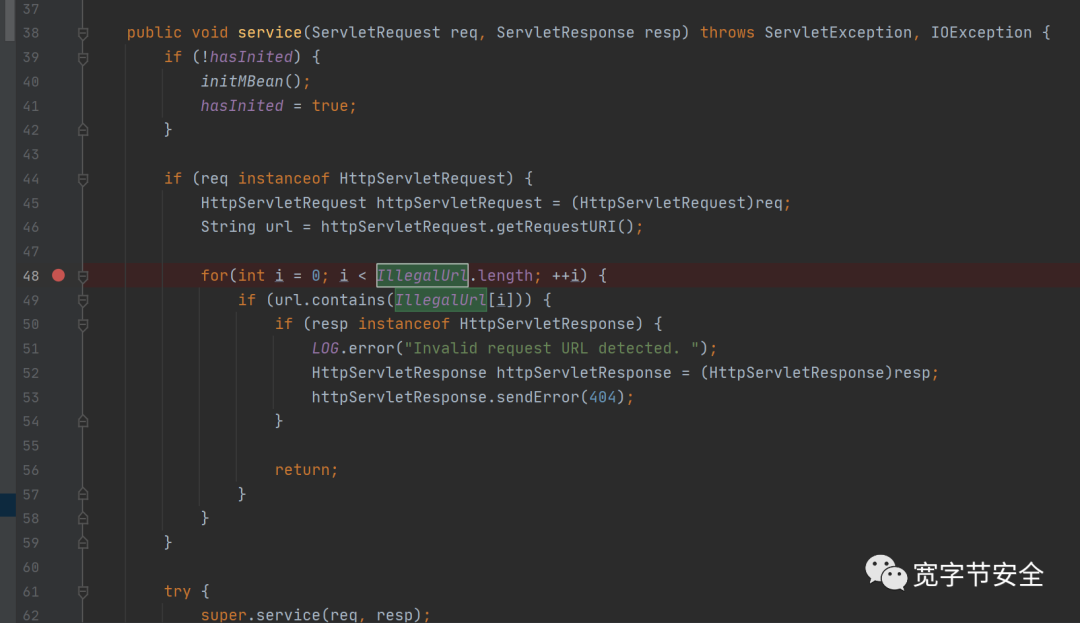 37
38 public void service(ServletRequest req, ServletResponse resp) throws ServletException, IOException {
39 if (!hasInited) {
40 initMBean();
41 hasInited = true;
42 }
43
44 if (req instanceof HttpServletRequest) {
45 HttpServletRequest httpServletRequest = (HttpServletRequest)req;
46 String url = httpServletRequest.getRequestURI();
47
48 for(int i = 0; i < IllegalUrl.length; ++i) {
49 if (url.contains(IllegalUrl[i])) {
50 if (resp instanceof HttpServletResponse) {
51 LOG.error("Invalid request URL detected. ");
52 HttpServletResponse httpServletResponse = (HttpServletResponse)resp;
53 httpServletResponse.sendError(404);
54 }
55
56 return;
57 }
58 }
59 }
60
61 try {
62 super.service(req, resp);
宽字节安全